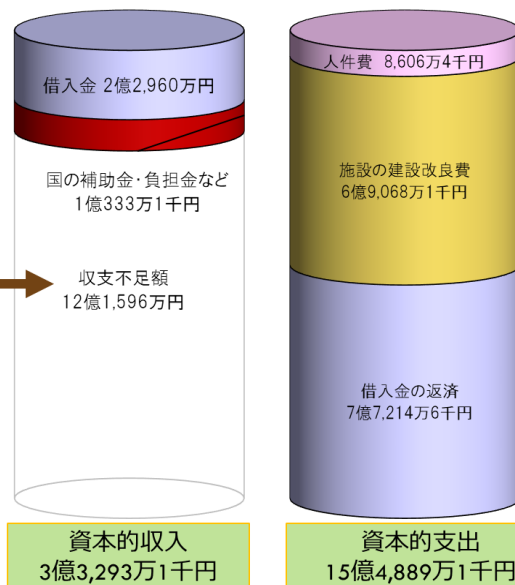 借入金 2億2,960万円
国の補助金・負担金など
1億333万1千円
収支不足額
12億1,596万円
資本的収入
3億3,293万1千円
人件費 8,606万4千円
施設の建設改良費
6億9,068万1千円
借入金の返済
7億7,214万6千円
資本的支出
15億4,889万1千円